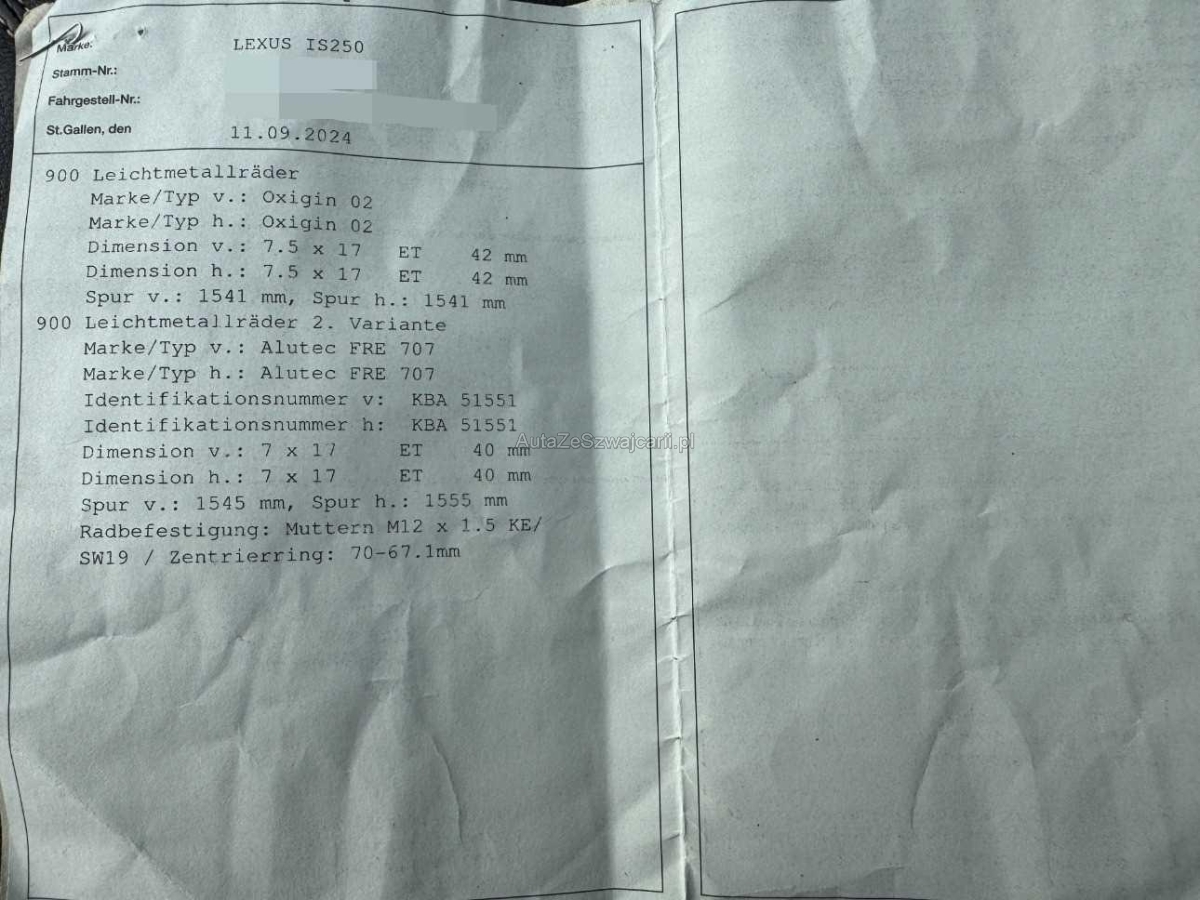 Marke: LEXUS IS250
Stamm-Nr.:
Fahrgestell-Nr.:
St.Gallen, den 11.09.2024
900 Leichtmetallräder
Marke/Typ v.: Oxigin 02
Marke/Typ h.: Oxigin 02
Dimension v.: 7.5 x 17 ET 42 mm
Dimension h.: 7.5 x 17 ET 42 mm
Spur v.: 1541 mm, Spur h.: 1541 mm
900 Leichtmetallräder 2. Variante
Marke/Typ v.: Alutec FRE 707
Marke/Typ h.: Alutec FRE 707
Identifikationsnummer v: KBA 51551
Identifikationsnummer h: KBA 51551
AutaZeSzwajcarii.pl
Dimension v.: 7 x 17 ET 40 mm
Dimension h.: 7 x 17 ET 40 mm
Spur v.: 1545 mm, Spur h.: 1555 mm
Radbefestigung: Muttern M12 x 1.5 KE/
SW19 / Zentrierring: 70-67.1mm